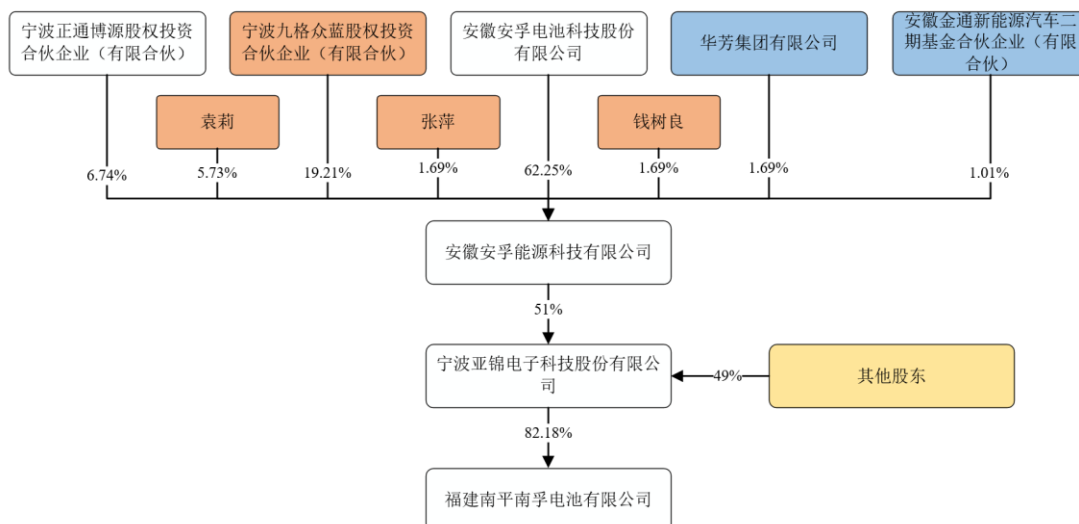 宁波正通博源股权投资
合伙企业（有限合伙）
宁波九格众蓝股权投资
合伙企业（有限合伙）
安徽安孚电池科技股份
有限公司
华芳集团有限公司
安徽金通新能源汽车二
期基金合伙企业（有限
合伙）
袁莉
张萍
钱树良
6.74%
5.73%
19.21%
1.69%
62.25%
1.69%
1.69%
1.01%
安徽安孚能源科技有限公司
51%
宁波亚锦电子科技股份有限公
司
49%
其他股东
82.18%
福建南平南孚电池有限公司